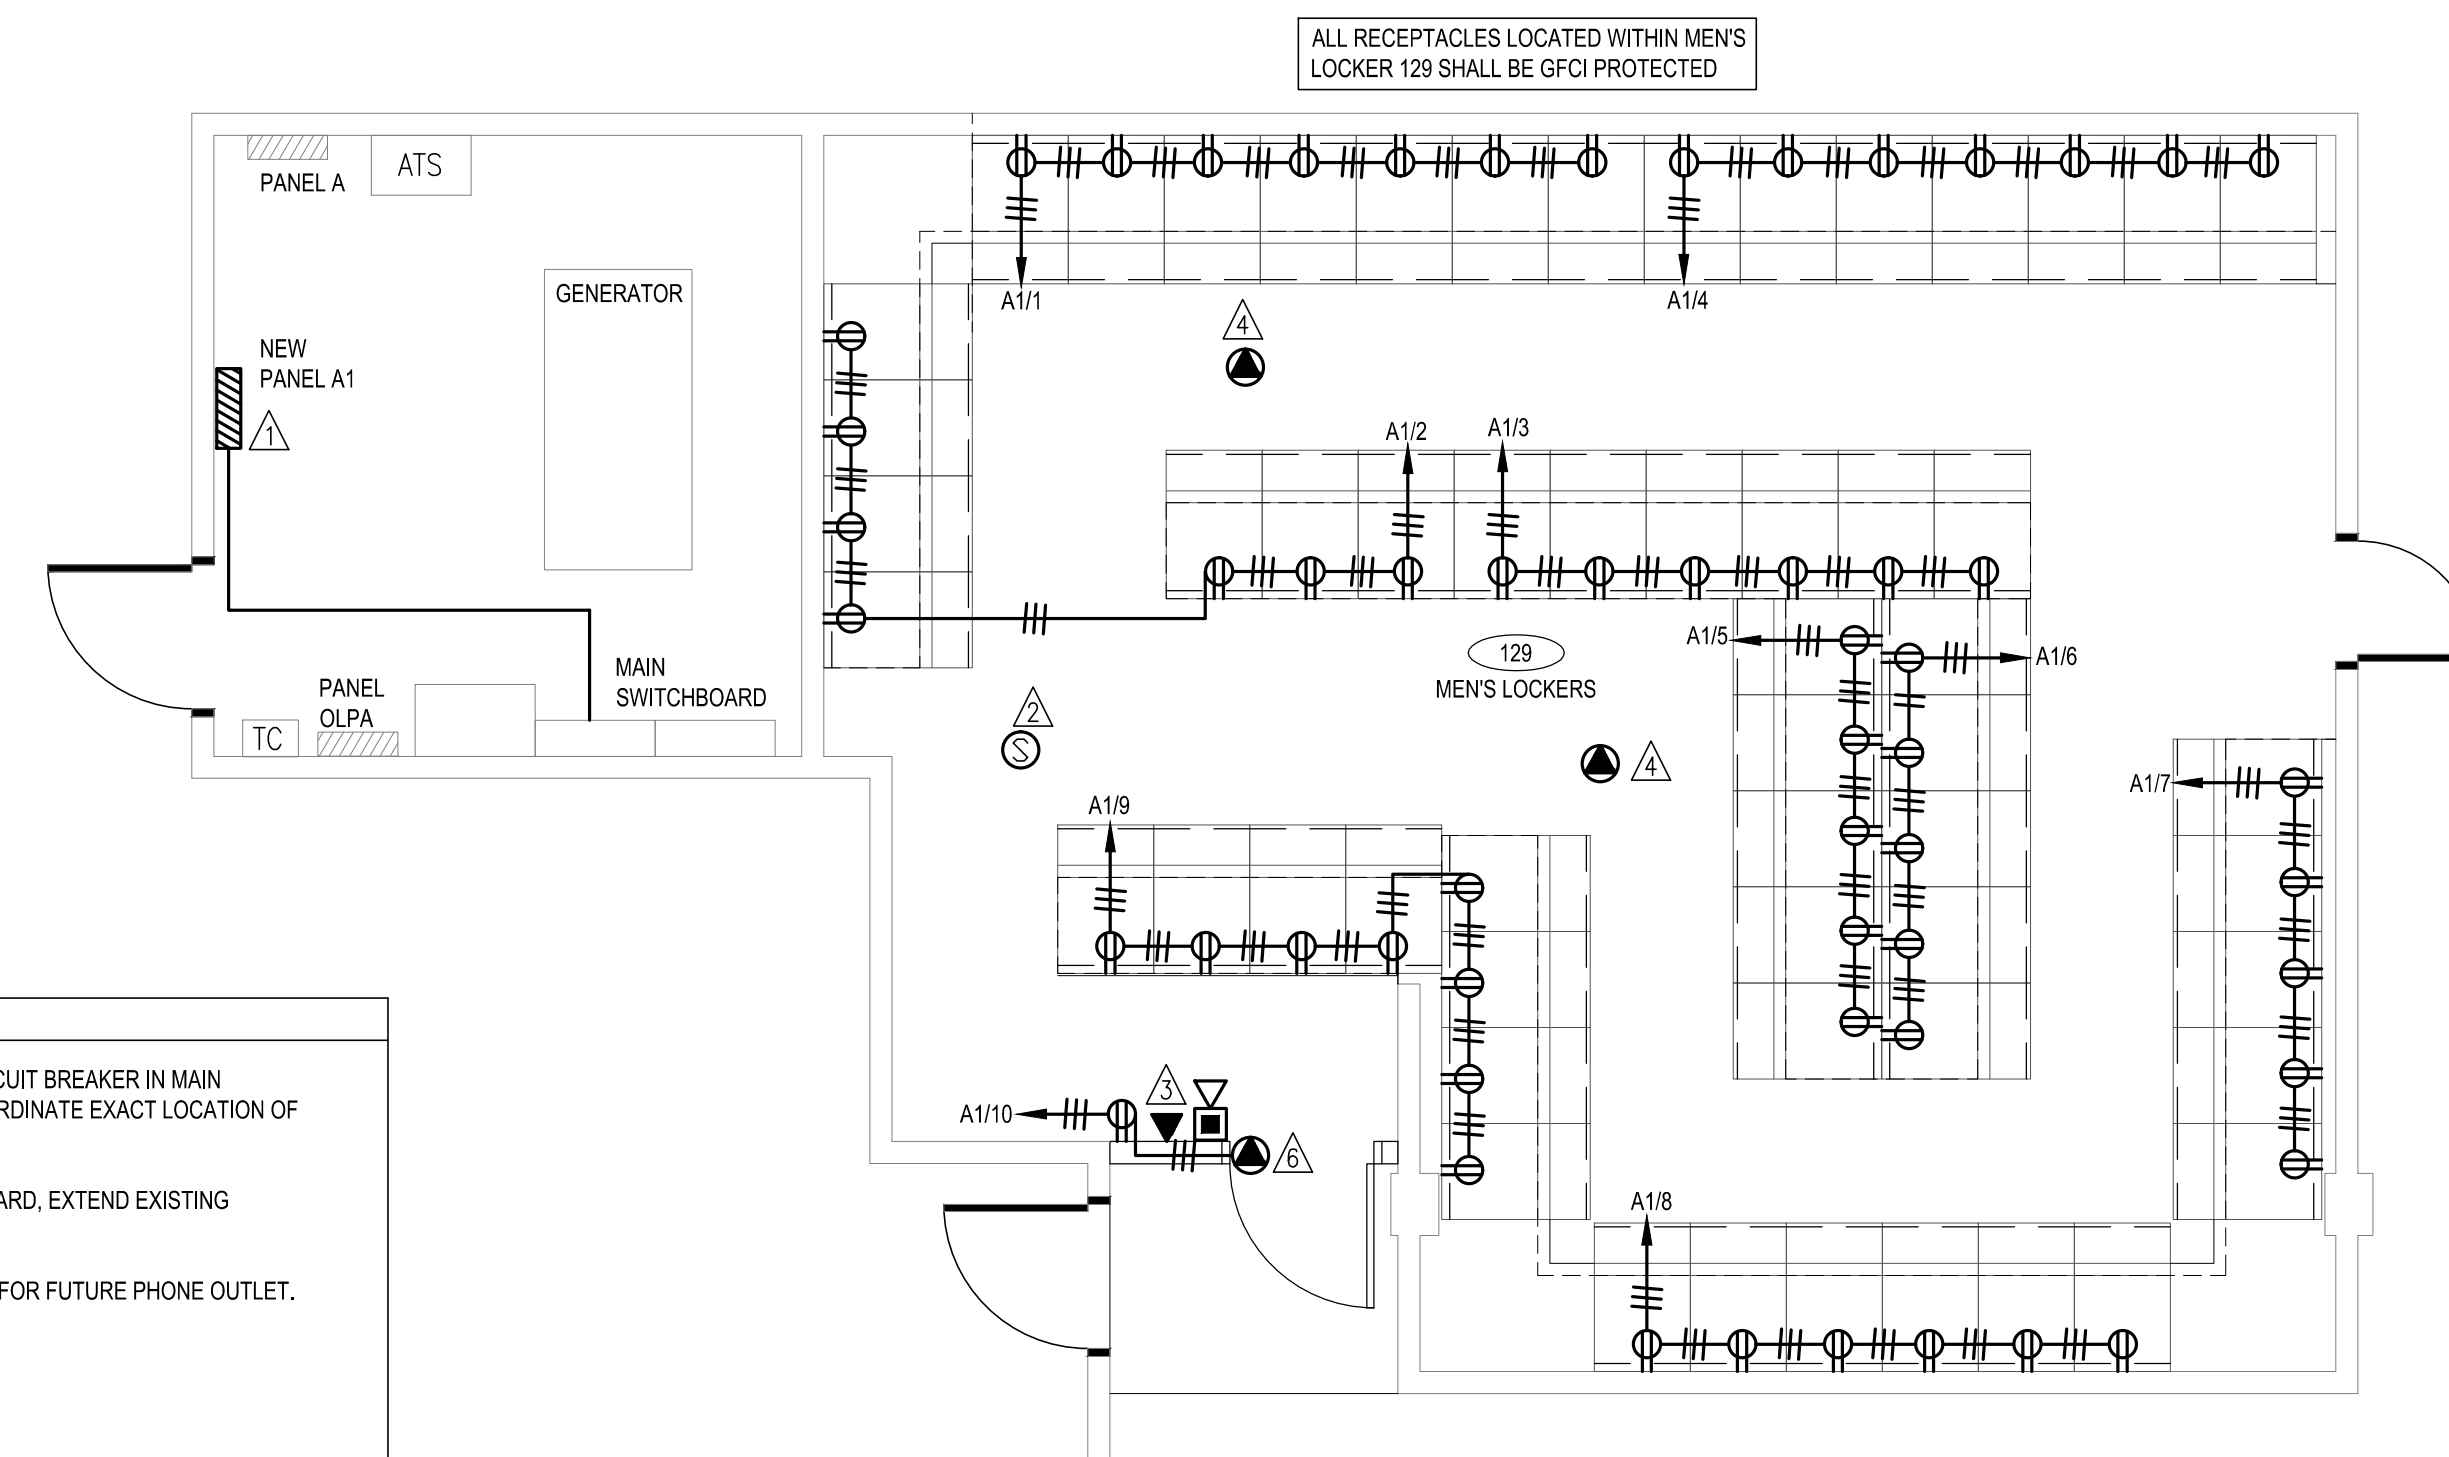 ALL RECEPTACLES LOCATED WITHIN MEN'S
LOCKER 129 SHALL BE GFCI PROTECTED
PANEL A
ATS
GENERATOR
NEW
PANEL A1
1
MAIN
SWITCHBOARD
PANEL
OLPA
TC
A1/1
A1/4
4
A1/2
A1/3
129
MEN'S LOCKERS
A1/5
A1/6
2
S
4
A1/7
A1/9
A1/10
3
6
A1/8
CUIT BREAKER IN MAIN
RDINATE EXACT LOCATION OF
ARD, EXTEND EXISTING
FOR FUTURE PHONE OUTLET.